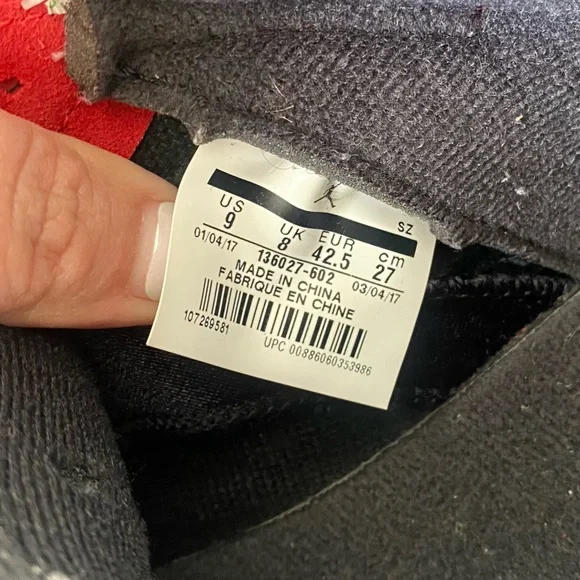 SZ
US UK EUR cm
9 8 42.5 27
01/04/17 136027-602 03/04/17
MADE IN CHINA
FABRIQUE EN CHINE
107269581
UPC 00886060353986